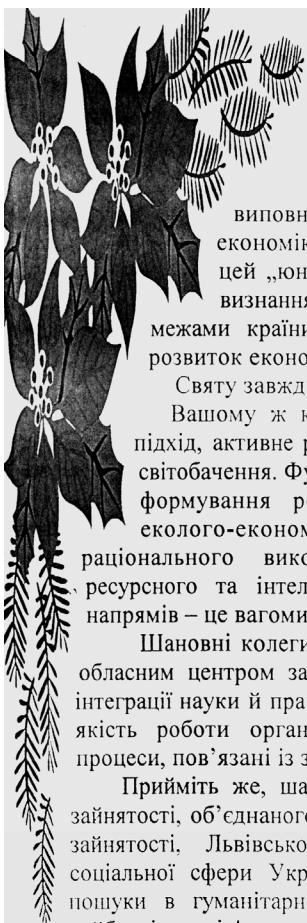 виповн
економік
цей „юн
визнання
межами країни
розвиток еконо
Святу завжд
Вашому ж к
підхід, активне р
світобачення. Фу
формування р
еколого-економ
раціонального вико
ресурсного та інтел
напрямів – це вагоми
Шановні колеги
обласним центром за
інтеграції науки й пра
якість роботи орган
процеси, пов’язані із з
Прийміть же, ша
зайнятості, об’єднаного
зайнятості, Львівсько
соціальної сфери Укр
пошуки в гуманітарн